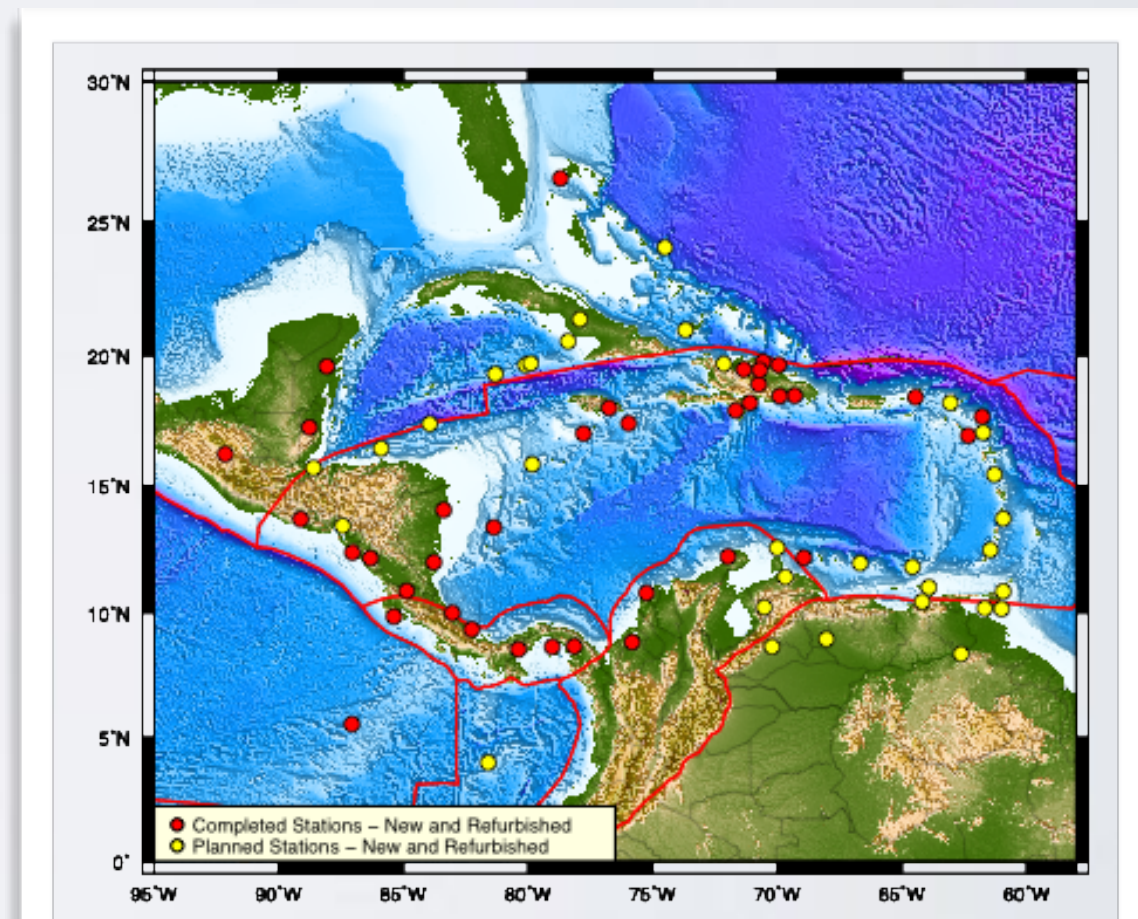 30°N
25°N
20°N
15°N
10°N
5°N
0°
Completed Stations – New and Refurbished
Planned Stations – New and Refurbished
95°W 90°W 85°W 80°W 75°W 70°W 65°W 60°W